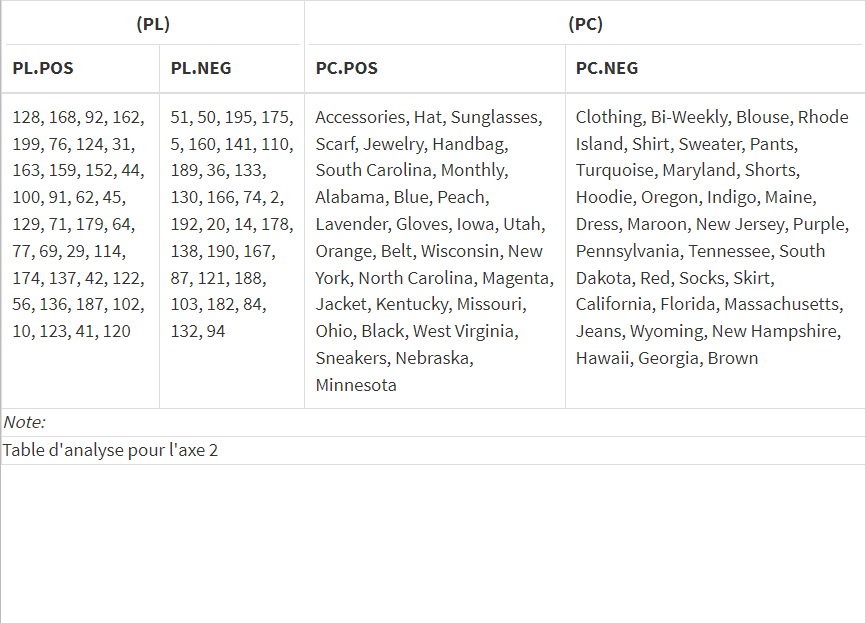 (PL) (PC)
PL.POS PL.NEG PC.POS PC.NEG
128, 168, 92, 162,
199, 76, 124, 31,
163, 159, 152, 44,
100, 91, 62, 45,
129, 71, 179, 64,
77, 69, 29, 114,
174, 137, 42, 122,
56, 136, 187, 102,
10, 123, 41, 120
51, 50, 195, 175,
5, 160, 141, 110,
189, 36, 133,
130, 166, 74, 2,
192, 20, 14, 178,
138, 190, 167,
87, 121, 188,
103, 182, 84,
132, 94
Accessories, Hat, Sunglasses,
Scarf, Jewelry, Handbag,
South Carolina, Monthly,
Alabama, Blue, Peach,
Lavender, Gloves, Iowa, Utah,
Orange, Belt, Wisconsin, New
York, North Carolina, Magenta,
Jacket, Kentucky, Missouri,
Ohio, Black, West Virginia,
Sneakers, Nebraska,
Minnesota
Clothing, Bi-Weekly, Blouse, Rhode
Island, Shirt, Sweater, Pants,
Turquoise, Maryland, Shorts,
Hoodie, Oregon, Indigo, Maine,
Dress, Maroon, New Jersey, Purple,
Pennsylvania, Tennessee, South
Dakota, Red, Socks, Skirt,
California, Florida, Massachusetts,
Jeans, Wyoming, New Hampshire,
Hawaii, Georgia, Brown
Note:
Table d'analyse pour l'axe 2